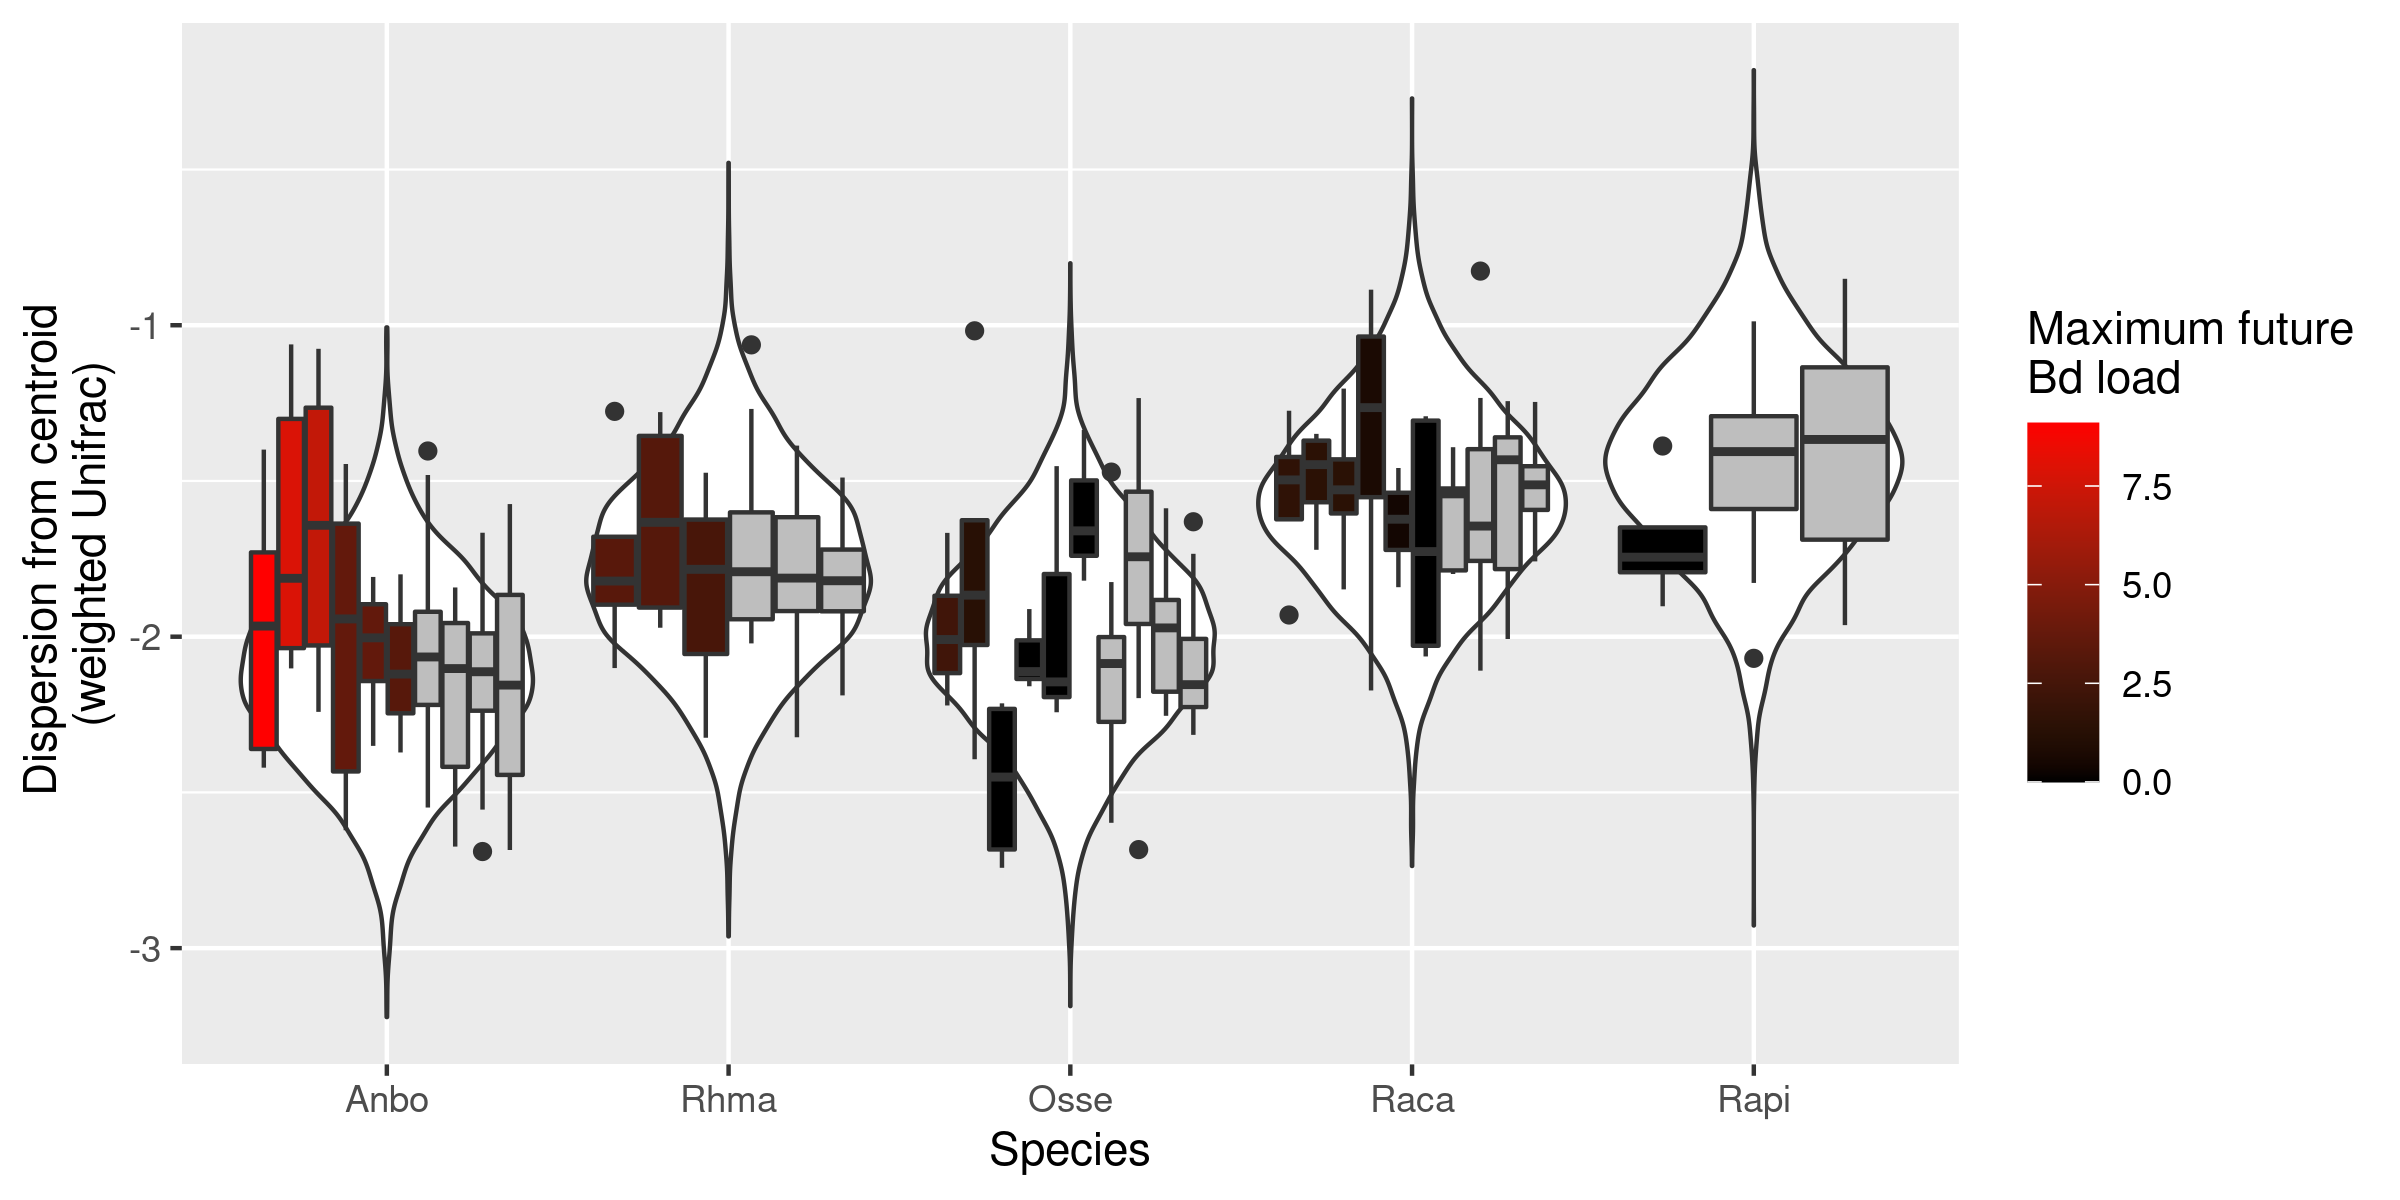 Dispersion from centroid
(weighted Unifrac)
-1
-2
-3
Anbo
Rhma
Osse
Raca
Rapi
Species
Maximum future
Bd load
7.5
5.0
2.5
0.0